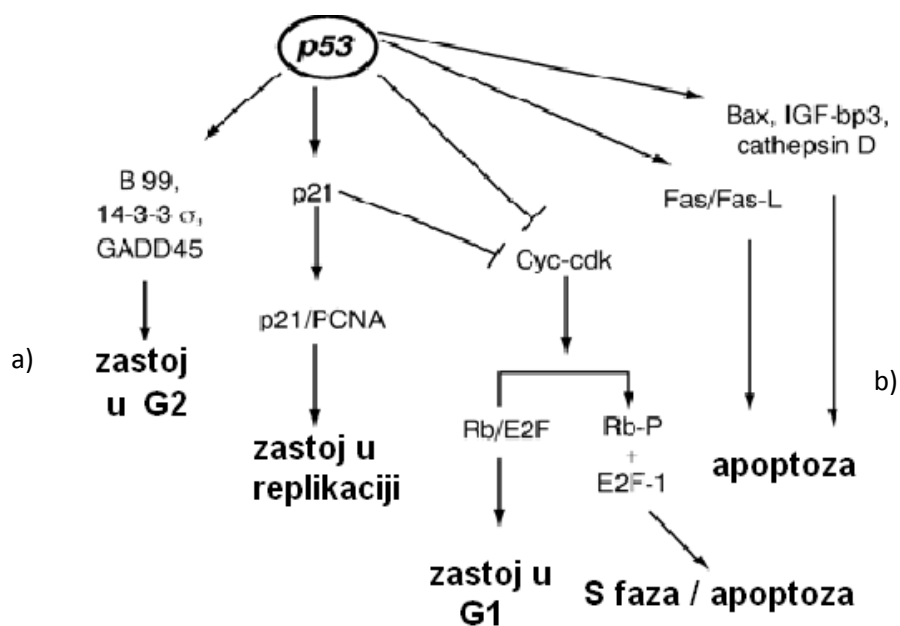 p53
Bax, IGF-bp3,
cathepsin D
B 99,
14-3-3 σ,
GADD45
p21
Fas/Fas-L
Cyc-cdk
p21/PCNA
a)
zastoj
u G2
b)
Rb/E2F
Rb-P
+
E2F-1
zastoj u
replikaciji
apoptoza
zastoj u
G1
S faza / apoptoza